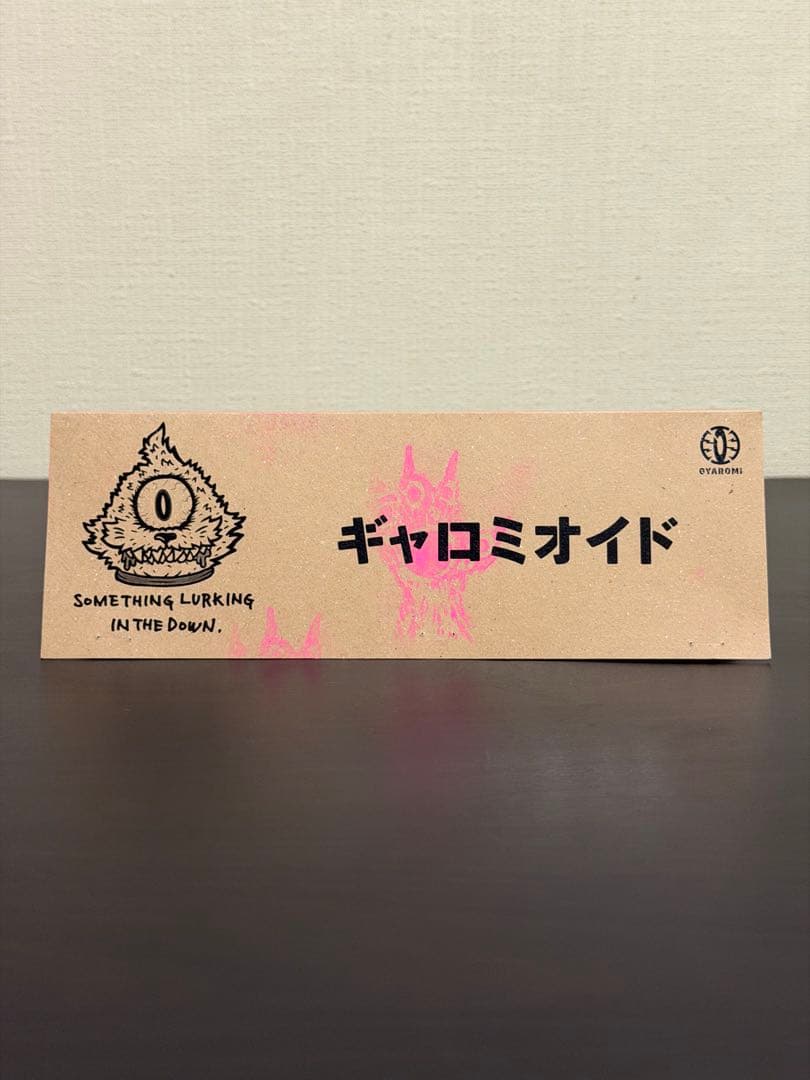 SOMETHING LURKING
IN THE DOWN.
ギャロミオイド
GYAROMI